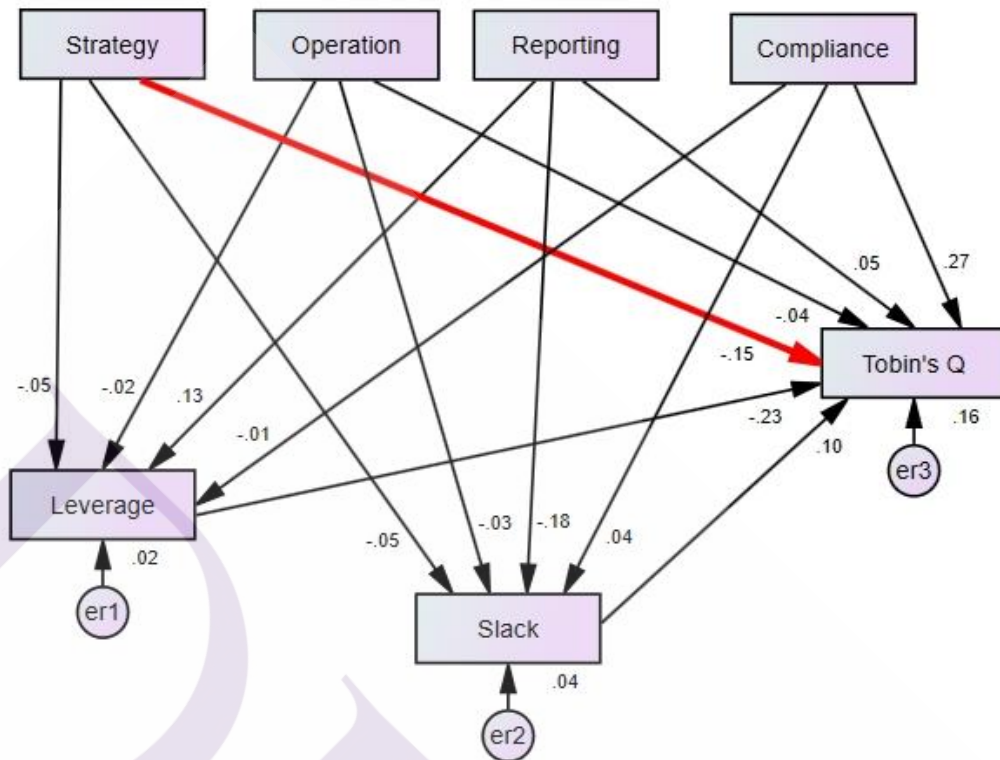 Strategy
Operation
Reporting
Compliance
.05
.27
-.04
-.15
Tobin's Q
-.05
-.02
.13
-.01
-.23
.10
.16
er3
Leverage
.02
-.05
-.03
-.18
.04
er1
Slack
.04
er2